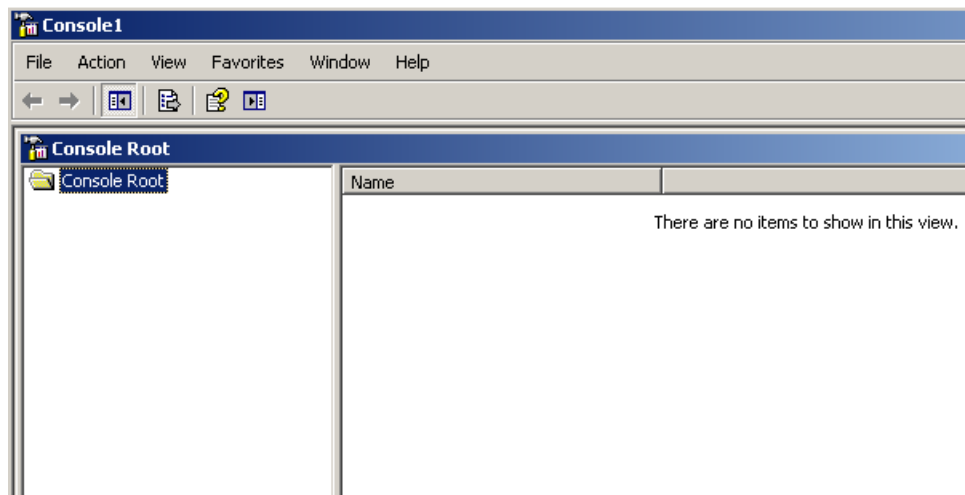 Console1
File Action View Favorites Window Help
Console Root
Console Root
Name
There are no items to show in this view.